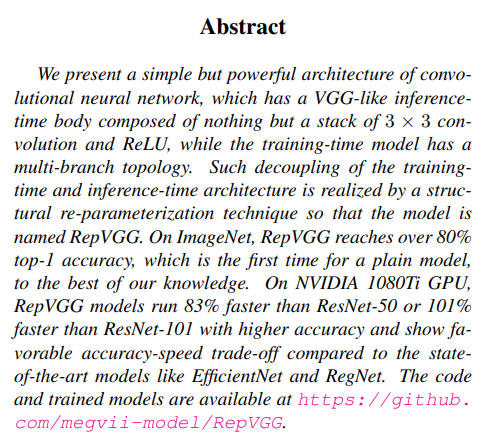 Abstract
We present a simple but powerful architecture of convo-
lutional neural network, which has a VGG-like inference-
time body composed of nothing but a stack of 3 × 3 con-
volution and ReLU, while the training-time model has a
multi-branch topology. Such decoupling of the training-
time and inference-time architecture is realized by a struc-
tural re-parameterization technique so that the model is
named RepVGG. On ImageNet, RepVGG reaches over 80%
top-1 accuracy, which is the first time for a plain model,
to the best of our knowledge. On NVIDIA 1080Ti GPU,
RepVGG models run 83% faster than ResNet-50 or 101%
faster than ResNet-101 with higher accuracy and show fa-
vorable accuracy-speed trade-off compared to the state-
of-the-art models like EfficientNet and RegNet. The code
and trained models are available at https://github.
com/megvii-model/RepVGG.